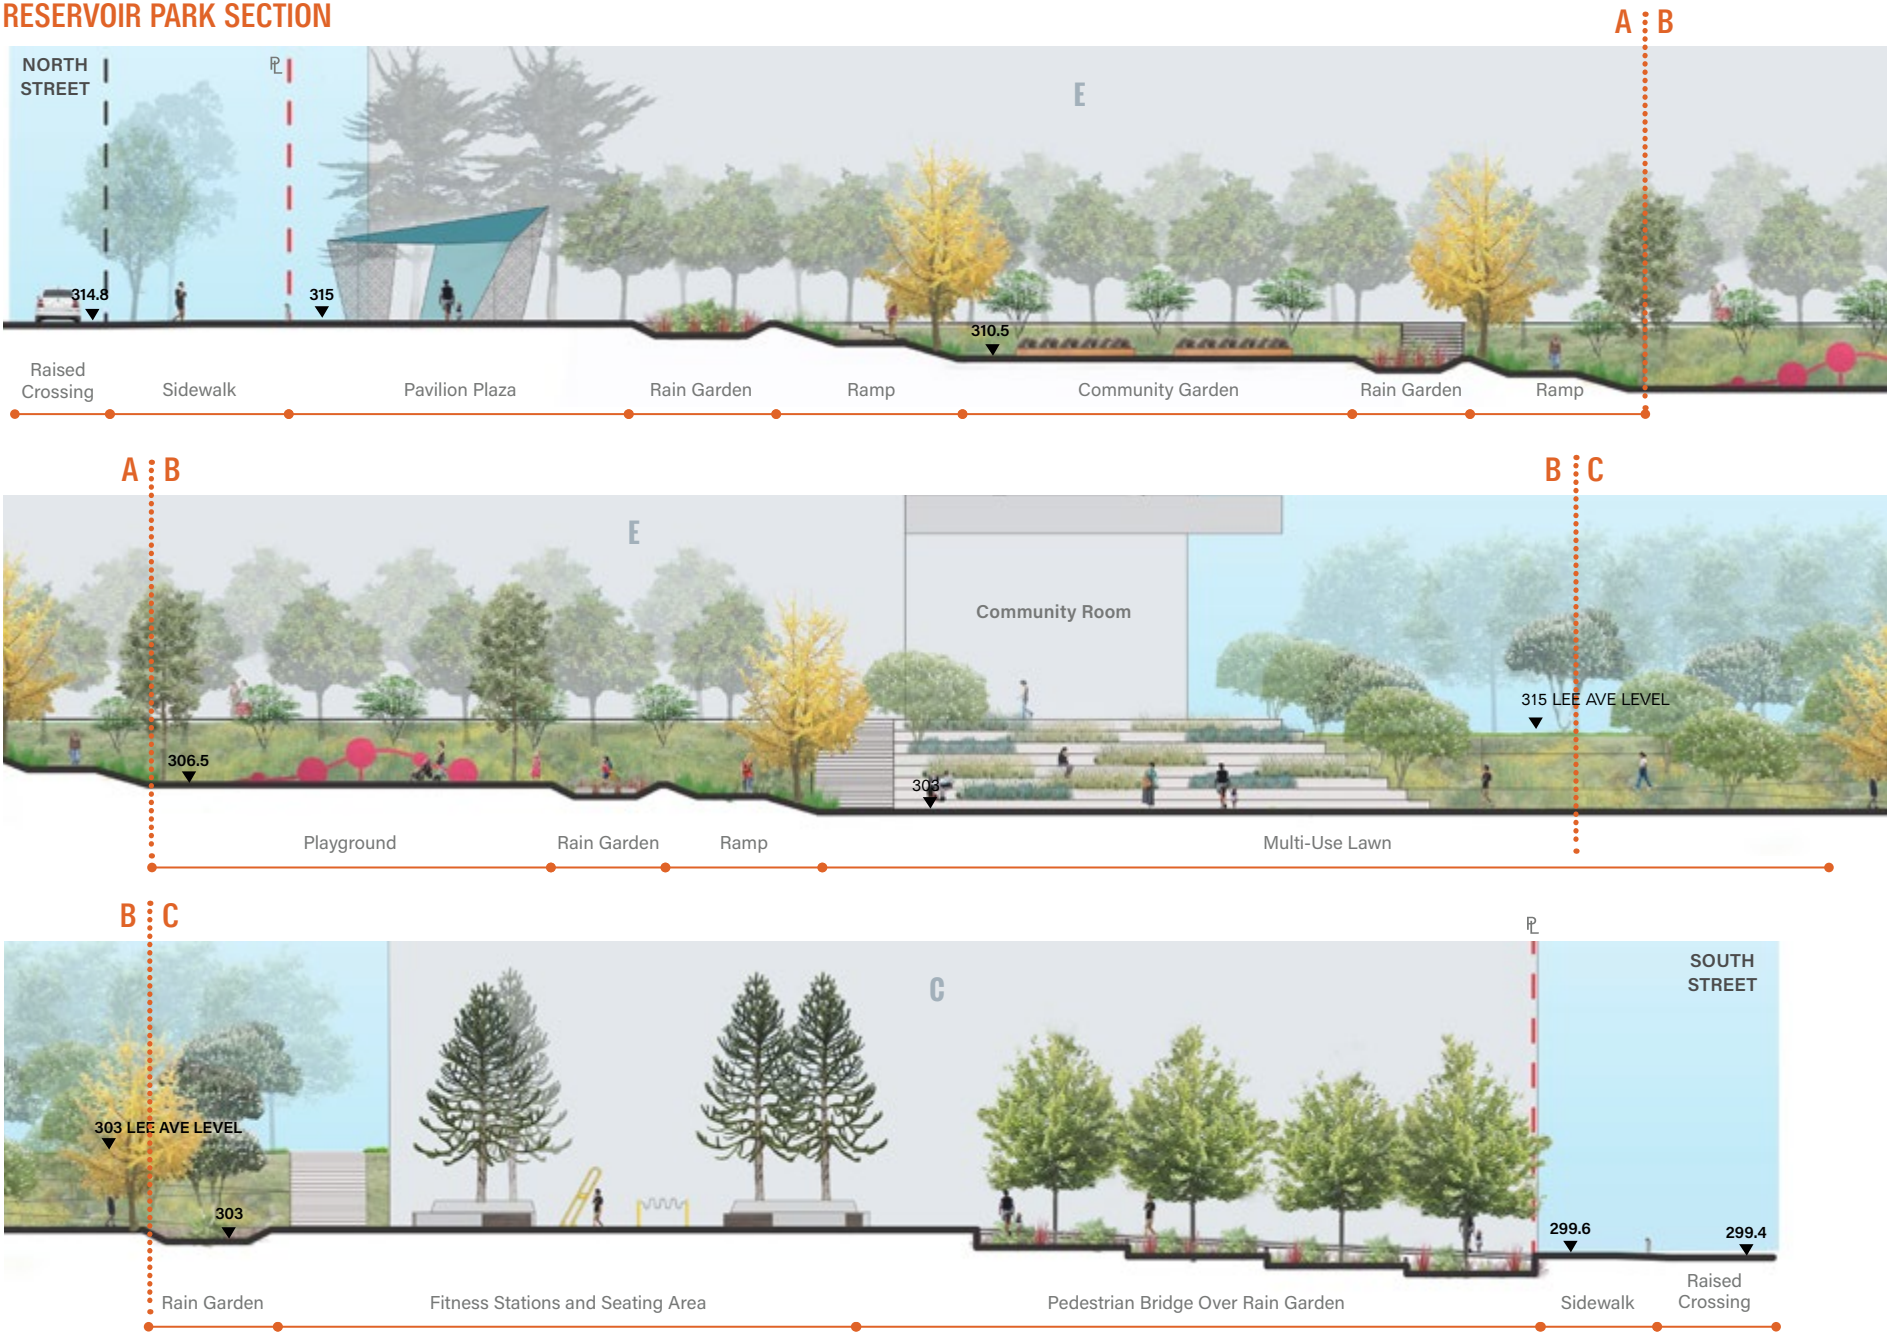 RESERVOIR PARK SECTION
A B
NORTH
STREET
PL
E
314.8
315
310.5
Raised
Crossing
Sidewalk
Pavilion Plaza
Rain Garden
Ramp
Community Garden
Rain Garden
Ramp
A B
B C
E
Community Room
315 LEE AVE LEVEL
306.5
303
Playground
Rain Garden
Ramp
Multi-Use Lawn
B C
PL
C
SOUTH
STREET
303 LEE AVE LEVEL
303
299.6
299.4
Rain Garden
Fitness Stations and Seating Area
Pedestrian Bridge Over Rain Garden
Sidewalk
Raised
Crossing